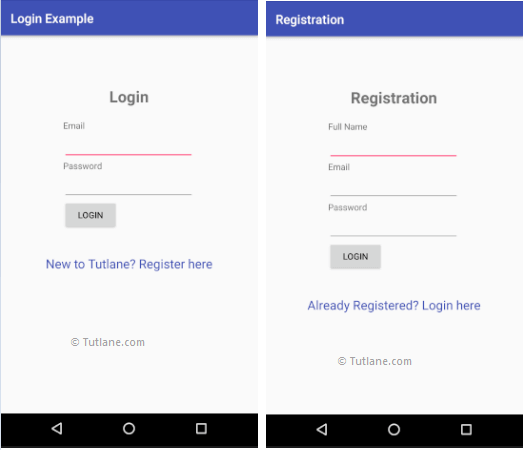 Login Example
Login
Email
Password
LOGIN
New to Tutlane? Register here
© Tutlane.com
Registration
Registration
Full Name
Email
Password
LOGIN
Already Registered? Login here
© Tutlane.com